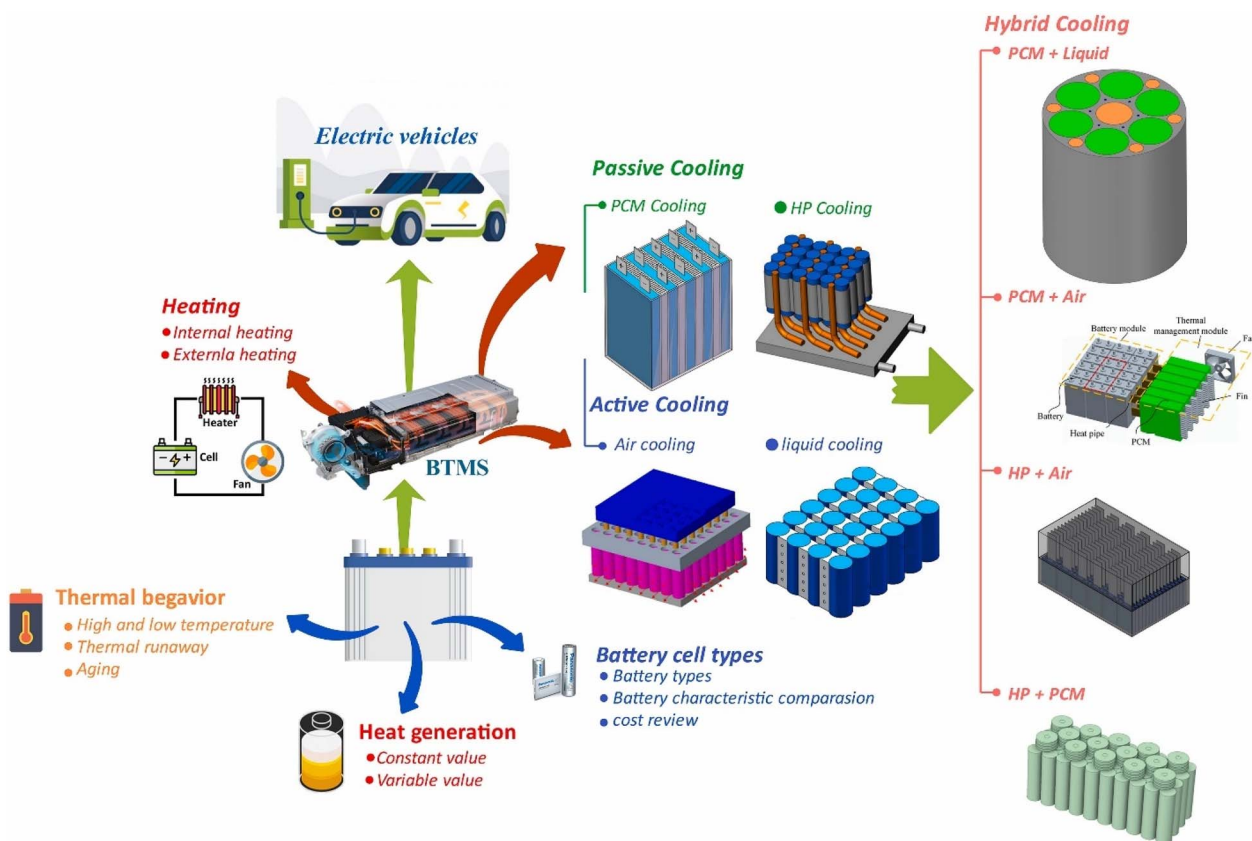 Hybrid Cooling
PCM + Liquid
Electric vehicles
Passive Cooling
PCM Cooling
HP Cooling
PCM + Air
Heating
Internal heating
Externla heating
Heater
Cell
Fan
BTMS
Active Cooling
Air cooling
liquid cooling
Thermal
management module
Battery module
Fa
Fin
Battery
Heat pipe
PCM
HP + Air
Thermal begavior
High and low temperature
Thermal runaway
Aging
Battery cell types
Battery types
Battery characteristic comparasion
cost review
Heat generation
Constant value
Variable value
HP + PCM